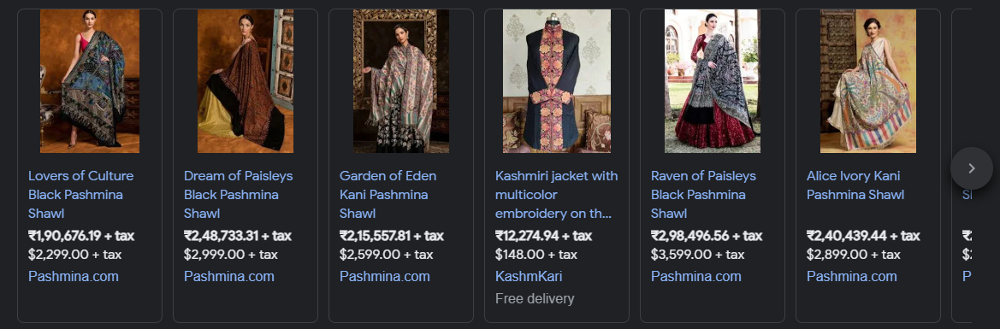 Lovers of Culture
Black Pashmina
Shawl
₹1,90,676.19 + tax
$2,299.00 + tax
Pashmina.com
Dream of Paisleys
Black Pashmina
Shawl
₹2,48,733.31 + tax
$2,999.00 + tax
Pashmina.com
Garden of Eden
Kani Pashmina
Shawl
₹2,15,557.81 + tax
$2,599.00 + tax
Pashmina.com
Kashmiri jacket with
multicolor
embroidery on th...
₹12,274.94 + tax
$148.00 + tax
KashmKari
Free delivery
Raven of Paisleys
Black Pashmina
Shawl
₹2,98,496.56 + tax
$3,599.00 + tax
Pashmina.com
Alice Ivory Kani
Pashmina Shawl
₹2,40,439.44 + tax
$2,899.00 + tax
Pashmina.com